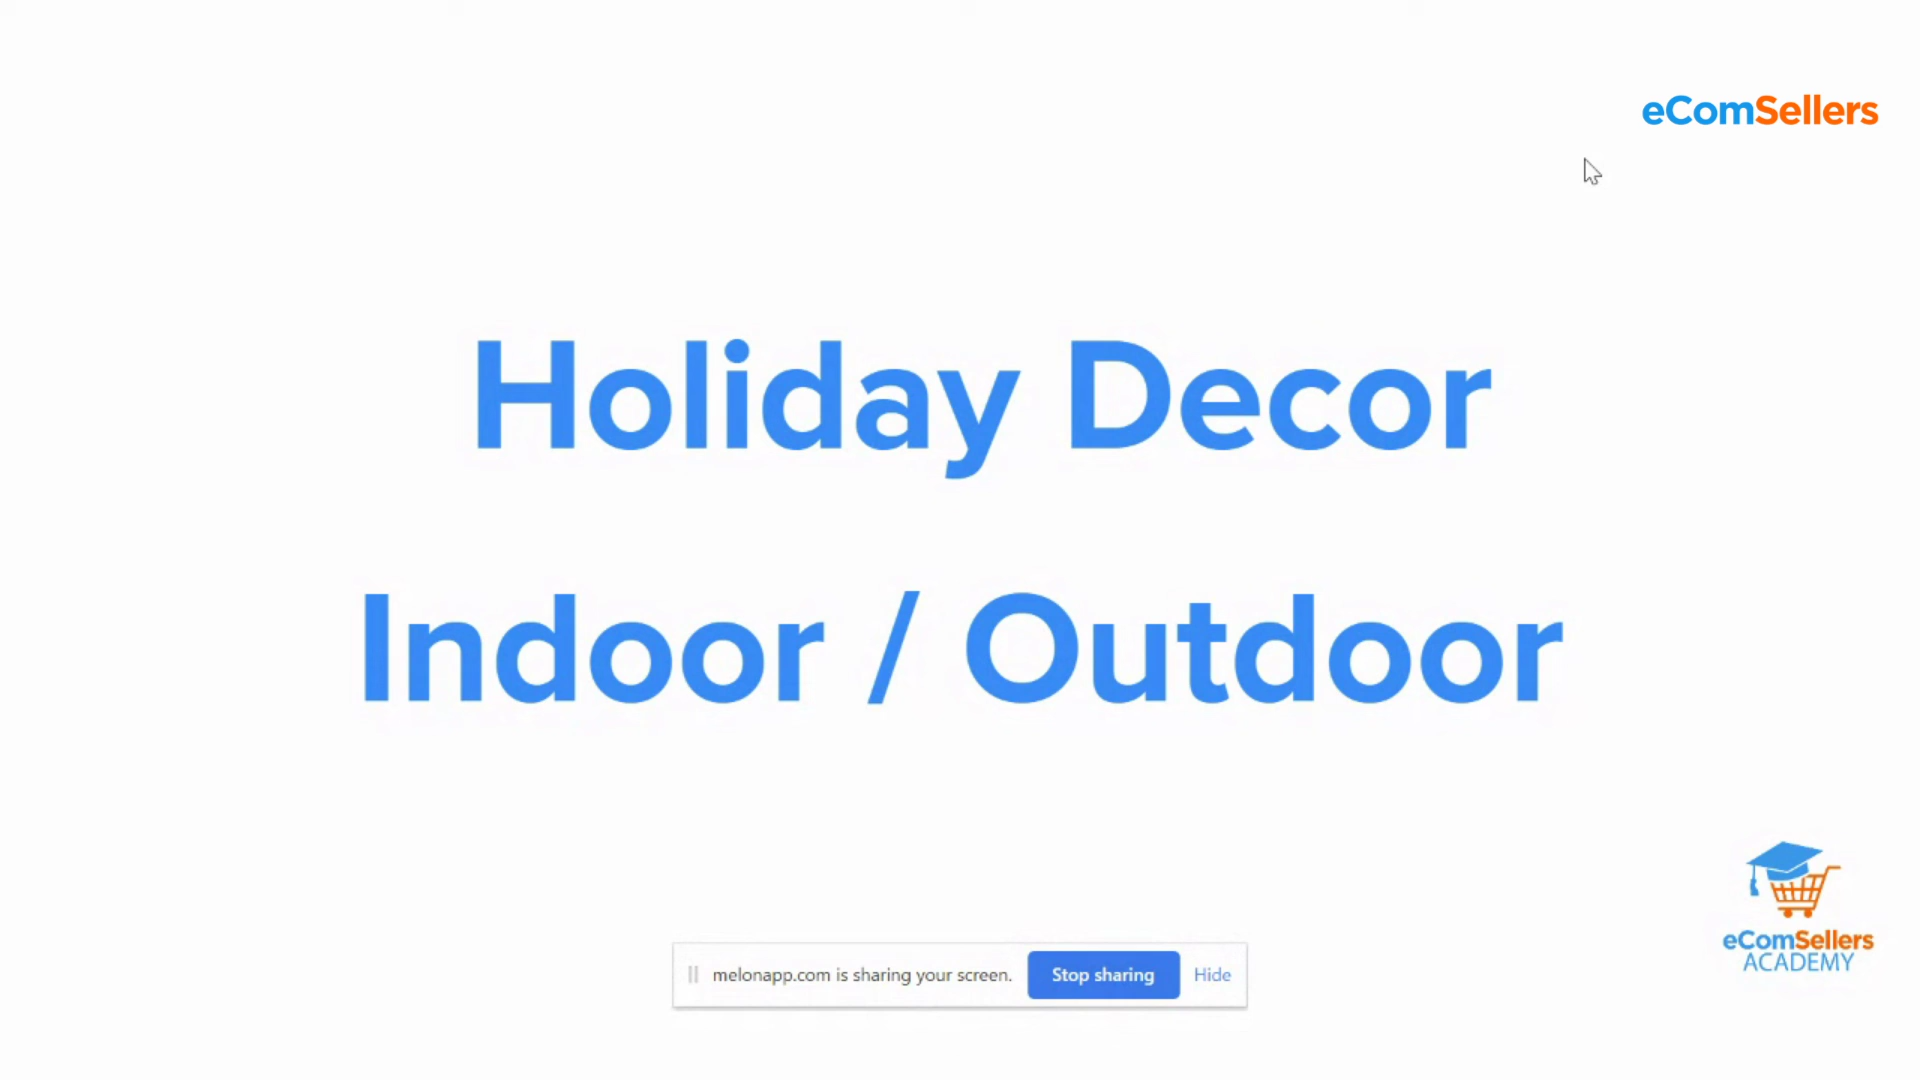 eComSellers
Holiday Decor
Indoor / Outdoor
eComSellers
ACADEMY
melonapp.com is sharing your screen. Stop sharing Hide